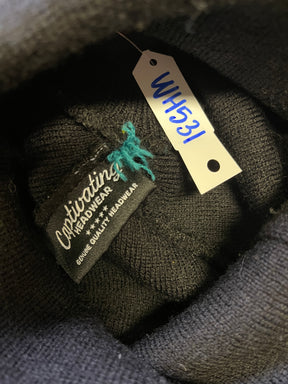 WH531
Captivating
HEADWEAR
★★★★★
GENUINE QUALITY HEADWEAR